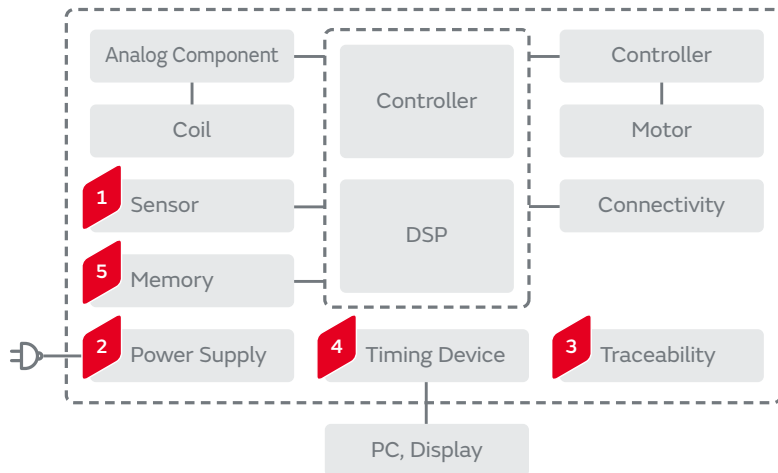 Analog Component
Controller
Controller
Coil
Motor
1
Sensor
DSP
Connectivity
5
Memory
2
Power Supply
4
Timing Device
3
Traceability
PC, Display